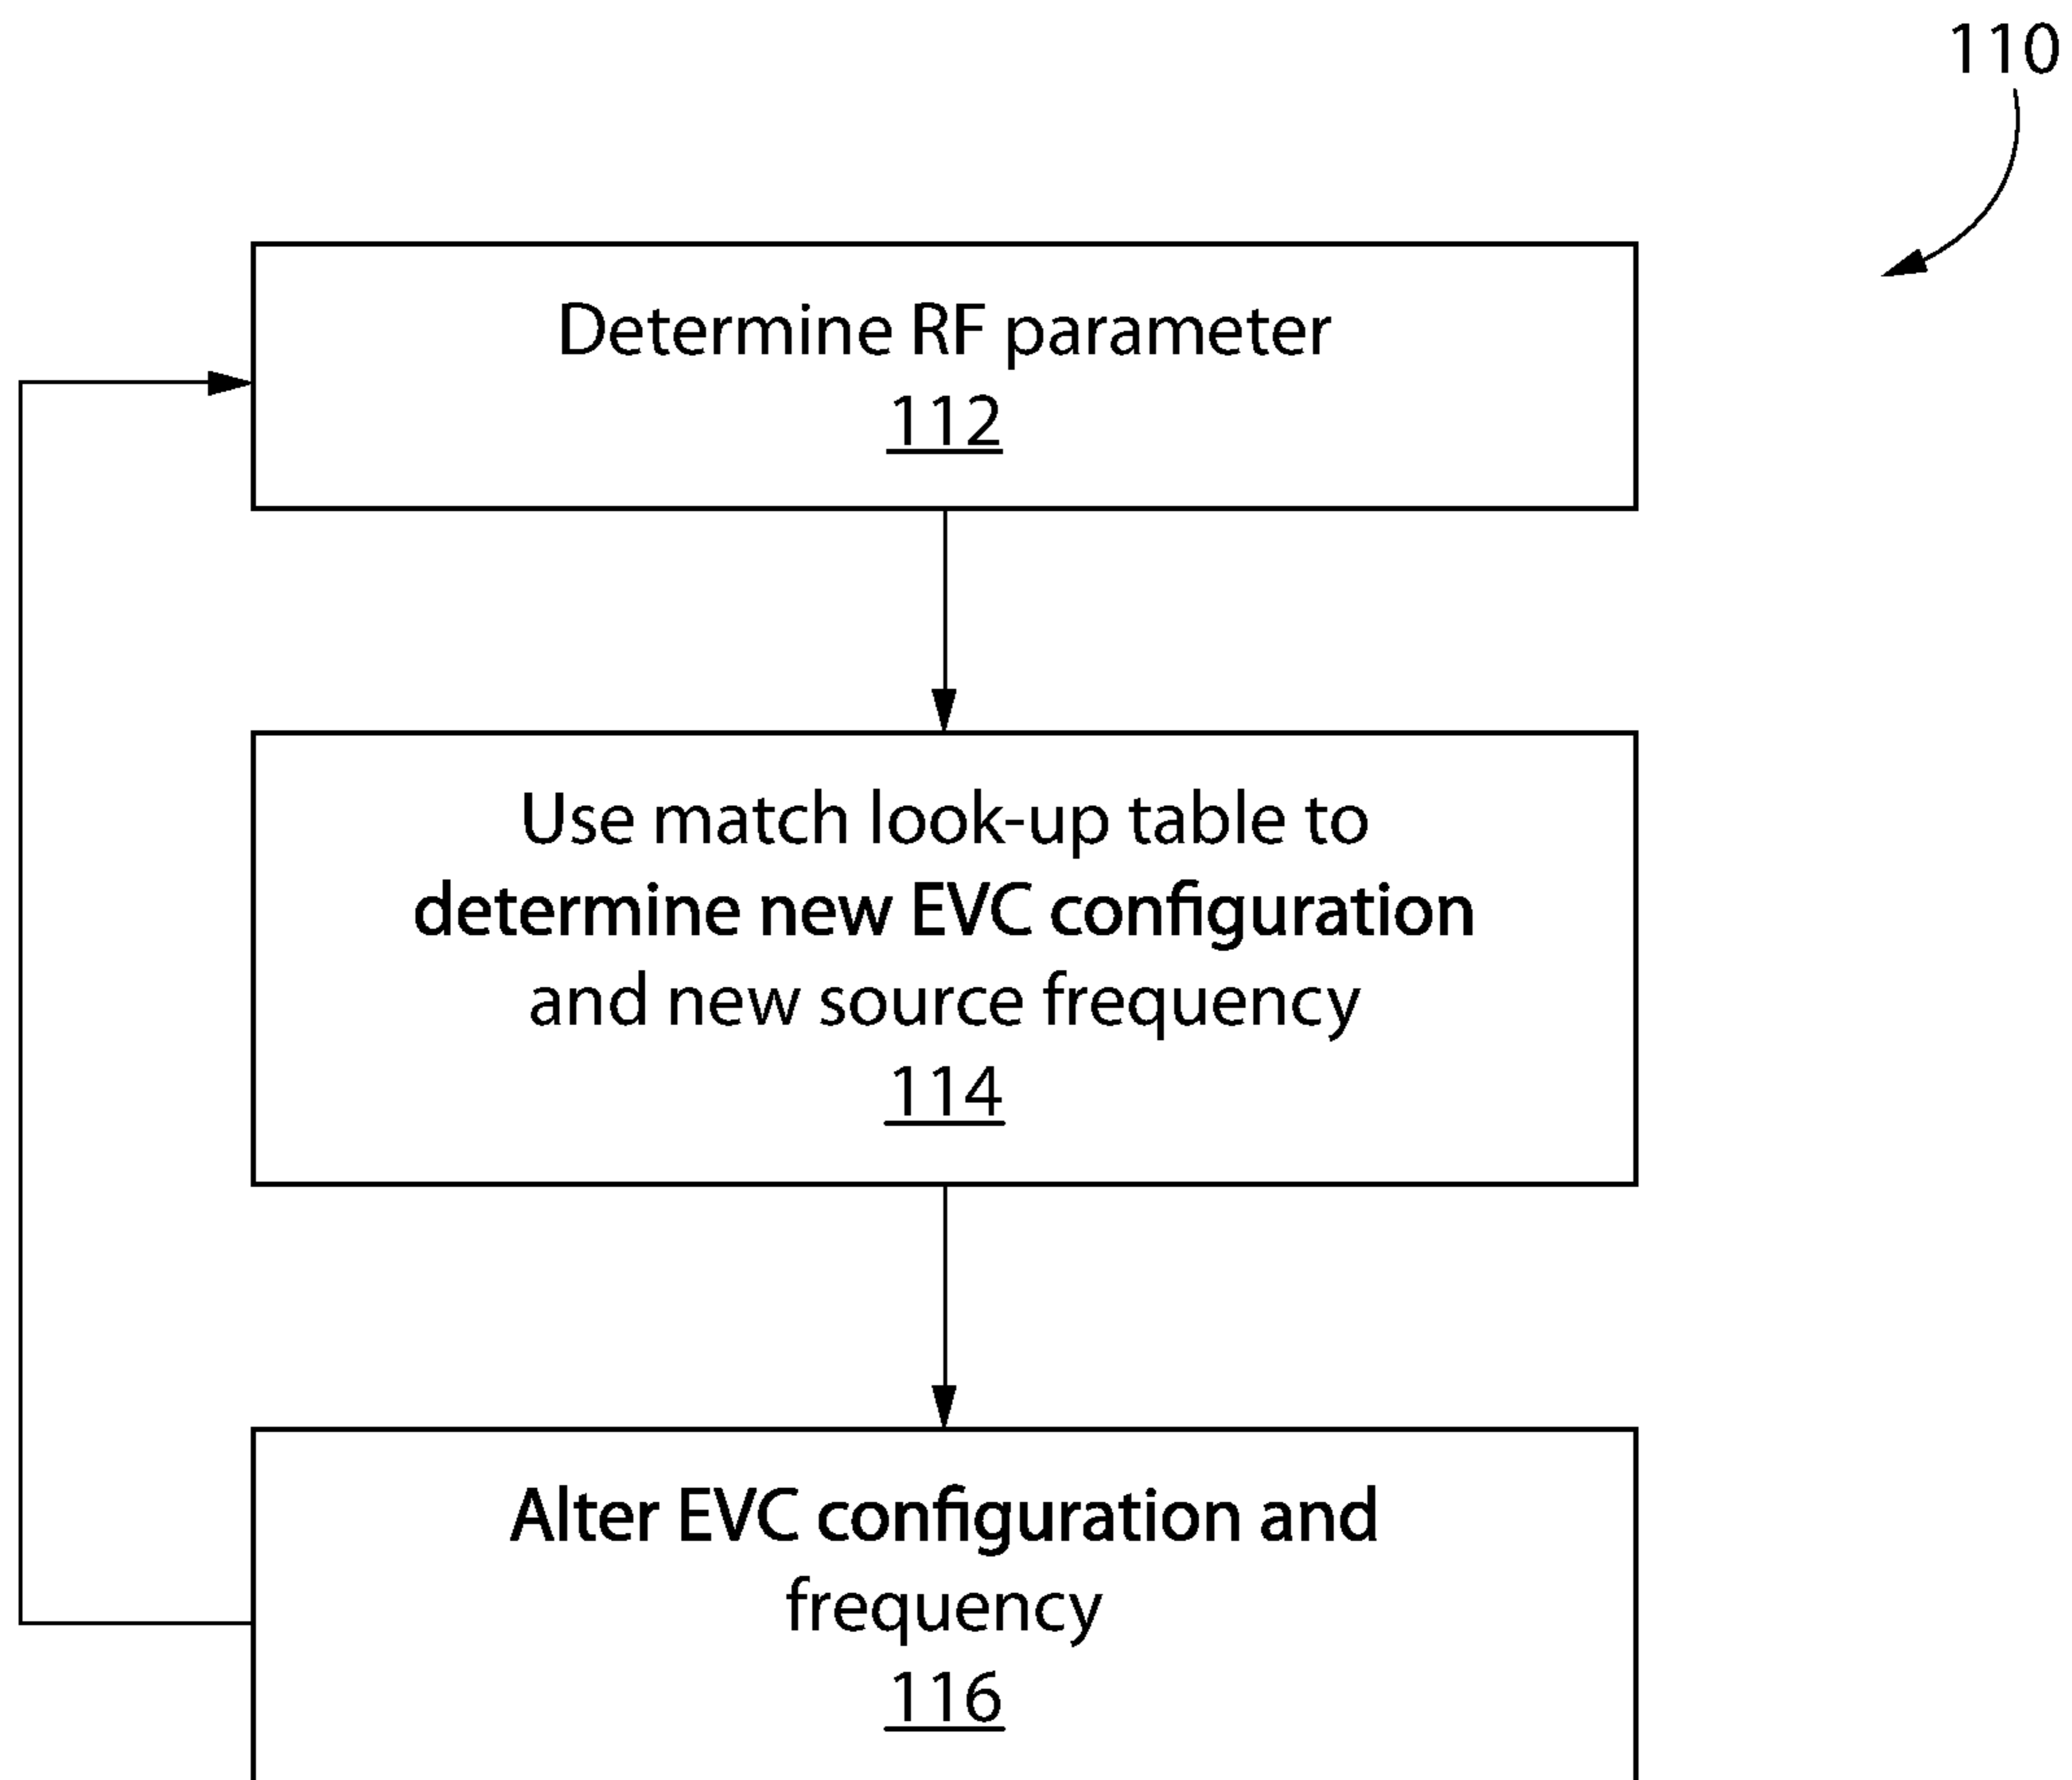 110
Determine RF parameter
112
Use match look-up table to
determine new EVC configuration
and new source frequency
114
Alter EVC configuration and
frequency
116